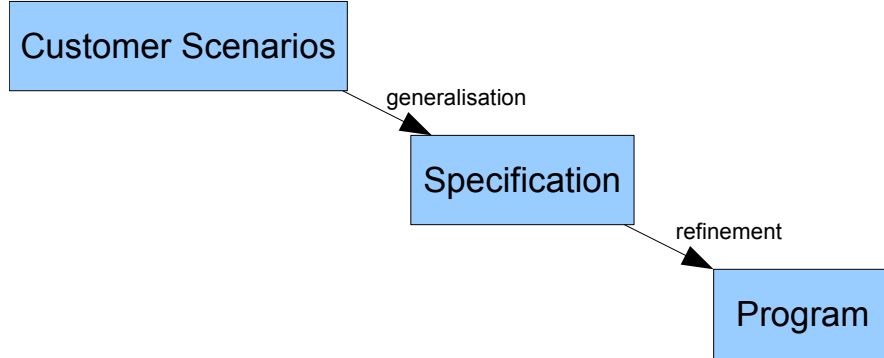 Customer Scenarios
generalisation
Specification
refinement
Program